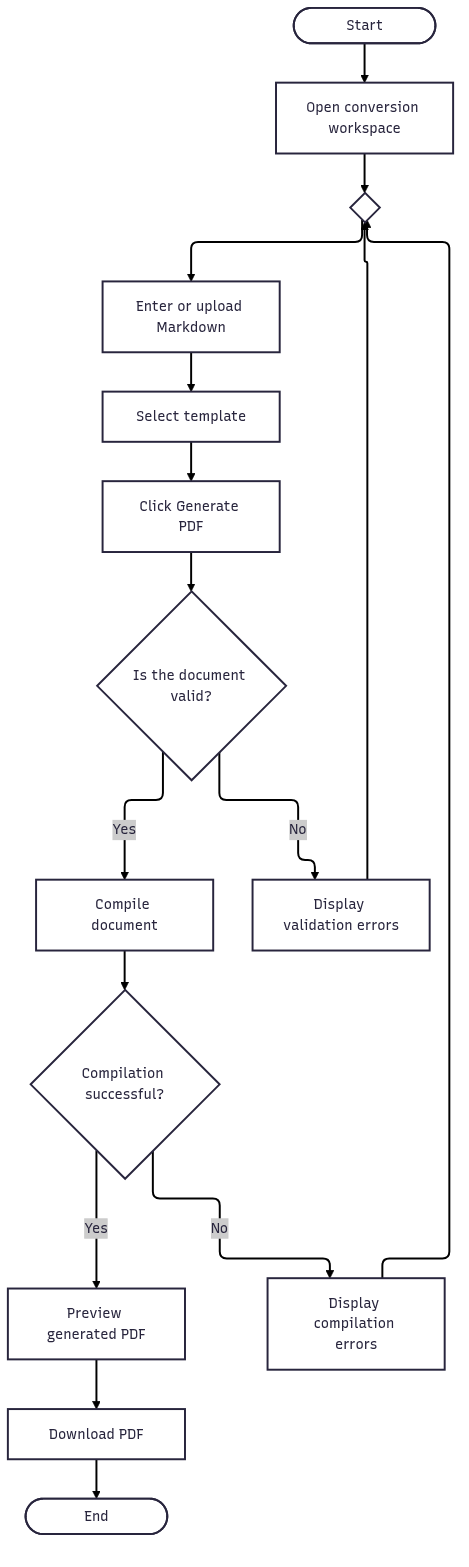 Start
Open conversion
workspace
Enter or upload
Markdown
Select template
Click Generate
PDF
Is the document
valid?
Yes
No
Compile
document
Display
validation errors
Compilation
successful?
Yes
No
Preview
generated PDF
Display
compilation
errors
Download PDF
End